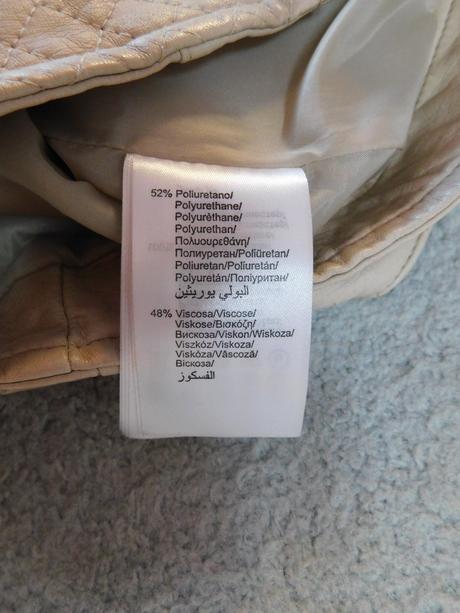 52% Poliuretano/
Polyurethane/
Polyuréthane/
Polyurethan/
Πολυουρεθάνη/
Полиуретан/Poliüretan/
Poliuretan/Poliuretán/
Polyuretán/Поліуритан/
البولي يوريثين
48% Viscosa/Viscose/
Viskose/Βισκόζη/
Вискоза/Viskon/Wiskoza/
Viszkóz/Viskoza/
Viskóza/Vâscoză/
Віскоза/
الفسكوز